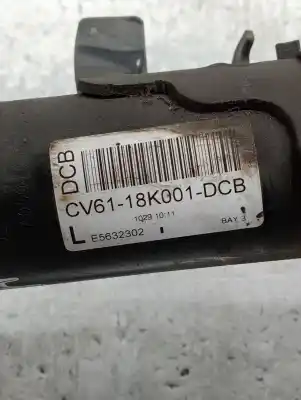 DCB
CV61-18K001-DCB
1029 10:11
L E5632302 I BAY 3